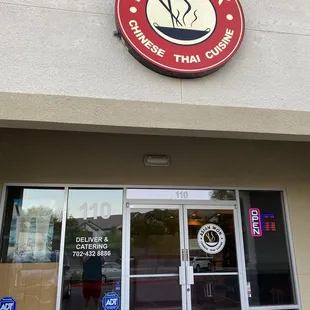 CHINESE THAI CUISINE
110
110
DELIVER &
CATERING
702-432 8886
OPEN
ADT
ADT